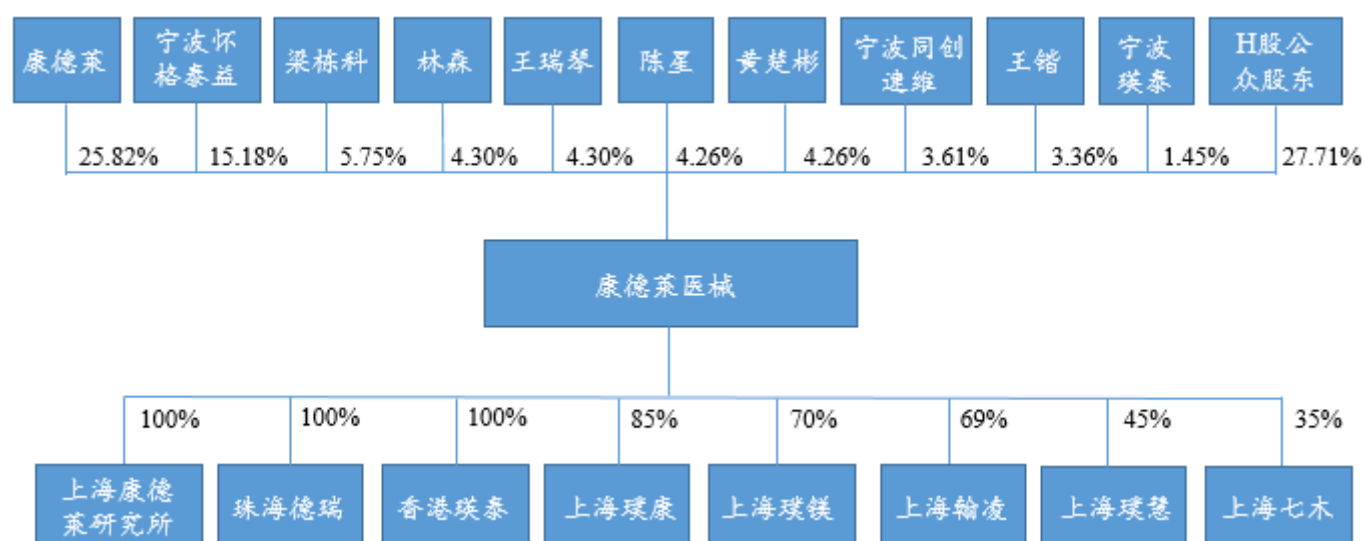 康德莱
宁波怀
格泰益
梁栋科
林森
王瑞琴
陈星
黄楚彬
宁波同创
速维
王锴
宁波
瑛泰
H股公
众股东
25.82%
15.18%
5.75%
4.30%
4.30%
4.26%
4.26%
3.61%
3.36%
1.45%
27.71%
康德莱医械
100%
100%
100%
85%
70%
69%
45%
35%
上海康德
莱研究所
珠海德瑞
香港瑛泰
上海璞康
上海璞镁
上海翰凌
上海璞慧
上海七木